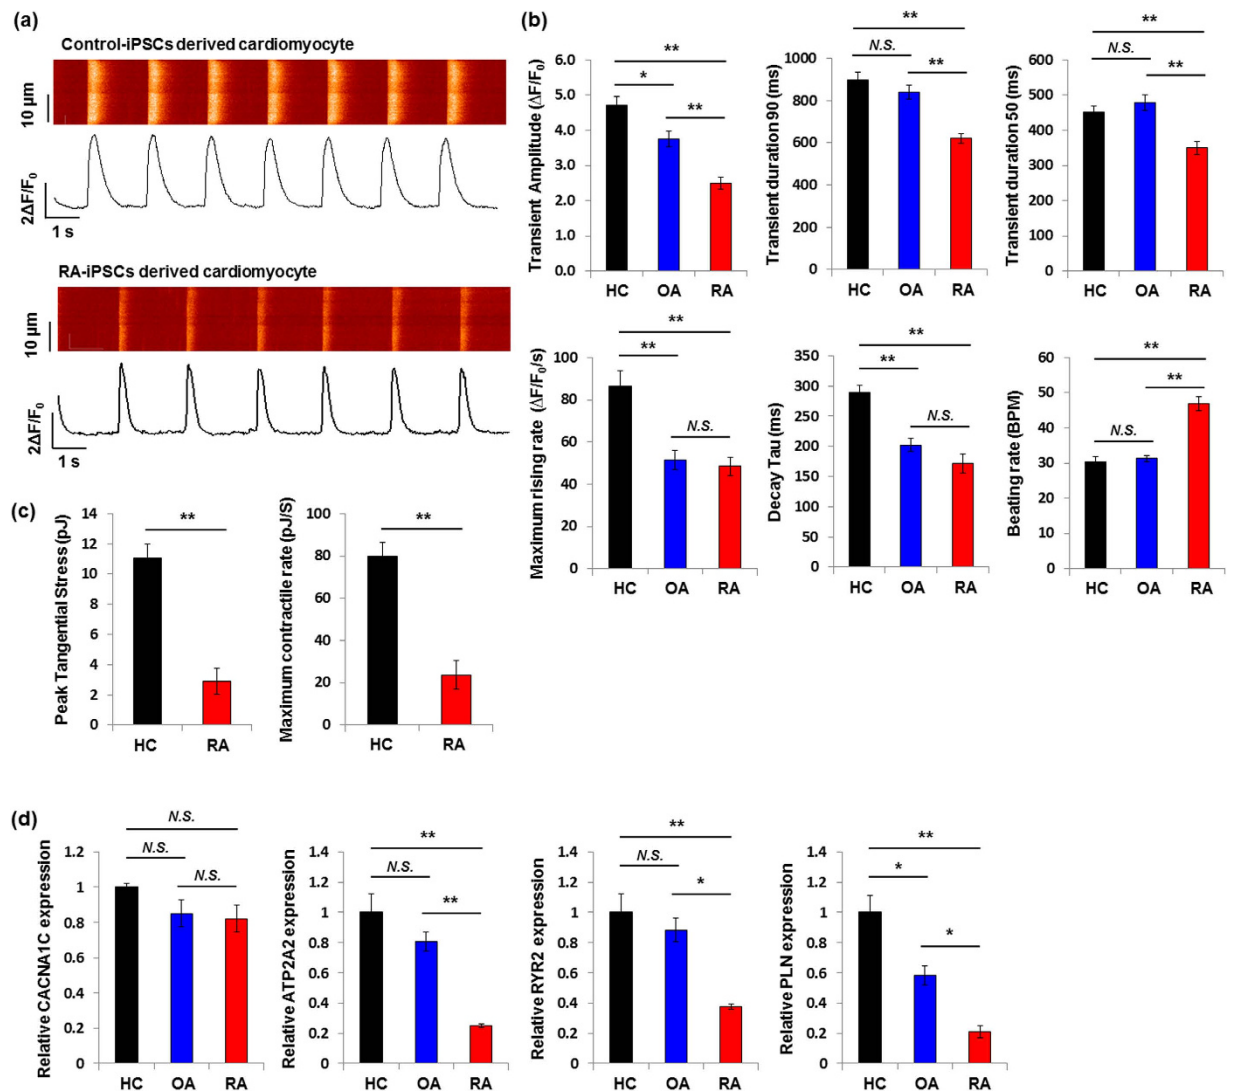 (a)
Control-iPSCs derived cardiomyocyte
10 µm
2ΔF/F0
1 s
RA-iPSCs derived cardiomyocyte
10 µm
2ΔF/F0
1 s
(b)
Transient Amplitude (ΔF/F0)
6.0
5.0
4.0
3.0
2.0
1.0
0.0
**
*
**
HC OA RA
Transient duration 90 (ms)
1000
800
600
400
200
0
**
N.S.
**
HC OA RA
Transient duration 50 (ms)
600
500
400
300
200
100
0
**
N.S.
**
HC OA RA
Maximum rising rate (ΔF/F0/s)
100
80
60
40
20
0
**
**
N.S.
HC OA RA
Decay Tau (ms)
350
300
250
200
150
100
50
0
**
**
N.S.
HC OA RA
Beating rate (BPM)
60
50
40
30
20
10
0
**
**
N.S.
HC OA RA
(c)
Peak Tangential Stress (pJ)
14
12
10
8
6
4
2
0
**
HC RA
Maximum contractile rate (pJ/S)
100
80
60
40
20
0
**
HC RA
(d)
Relative CACNA1C expression
1.2
1
0.8
0.6
0.4
0.2
0
N.S.
N.S.
N.S.
HC OA RA
Relative ATP2A2 expression
1.4
1.2
1
0.8
0.6
0.4
0.2
0
**
N.S.
**
HC OA RA
Relative RYR2 expression
1.4
1.2
1
0.8
0.6
0.4
0.2
0
**
N.S.
*
HC OA RA
Relative PLN expression
1.4
1.2
1
0.8
0.6
0.4
0.2
0
**
*
*
HC OA RA